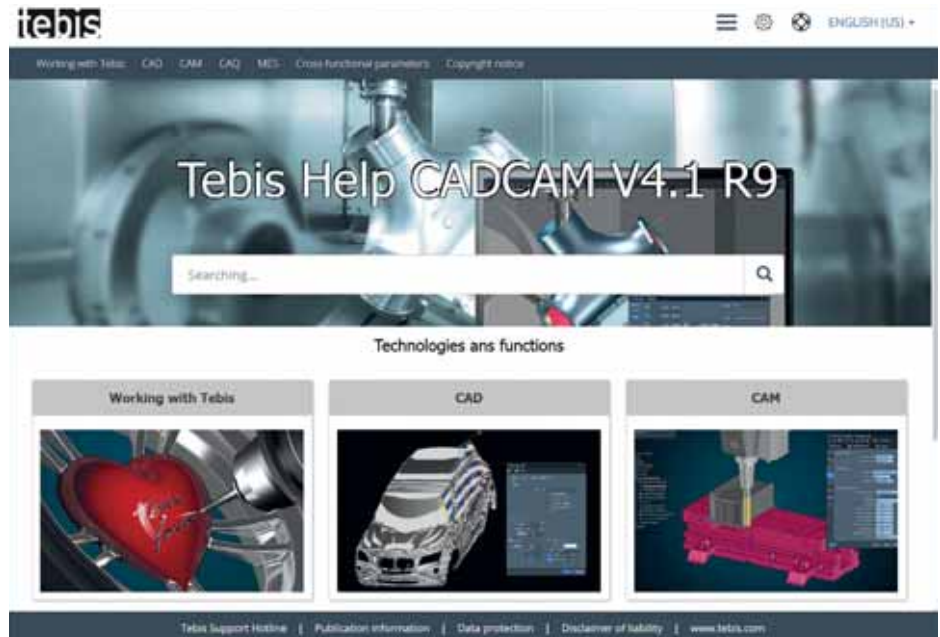 tebis
ENGLISH (US)
Working with Tebis CAD CAM CAQ MES Cross-functional parameters Copyright notice
Tebis Help CADCAM V4.1 R9
Searching...
Technologies ans functions
Working with Tebis
CAD
CAM
Tebis Support Hotline | Publication information | Data protection | Disclaimer of liability | www.tebis.com